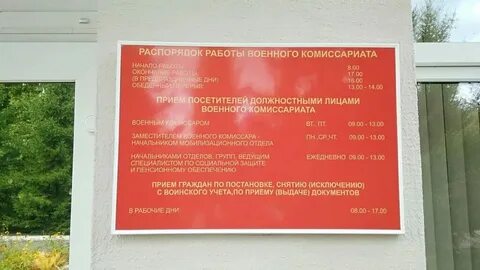 РАСПОРЯДОК РАБОТЫ ВОЕННОГО КОМИССАРИАТА
НАЧАЛО РАБОТЫ 8.00
ОКОНЧАНИЕ РАБОТЫ 17.00
(В ПРЕДПРАЗДНИЧНЫЕ ДНИ) 16.00
ОБЕДЕННЫЙ ПЕРЕРЫВ: 13.00 - 14.00
ПРИЕМ ПОСЕТИТЕЛЕЙ ДОЛЖНОСТНЫМИ ЛИЦАМИ
ВОЕННОГО КОМИССАРИАТА
ВОЕННЫМ КОМИССАРОМ ВТ. ПТ. 09.00 - 13.00
ЗАМЕСТИТЕЛЕМ ВОЕННОГО КОМИССАРА - ПН.,СР.,ЧТ. 09.00 - 13.00
НАЧАЛЬНИКОМ МОБИЛИЗАЦИОННОГО ОТДЕЛА
НАЧАЛЬНИКАМИ ОТДЕЛОВ, ГРУПП, ВЕДУЩИМ ЕЖЕДНЕВНО 09.00 - 13.00
СПЕЦИАЛИСТОМ ПО СОЦИАЛЬНОЙ ЗАЩИТЕ
И ПЕНСИОННОМУ ОБЕСПЕЧЕНИЮ
ПРИЕМ ГРАЖДАН ПО ПОСТАНОВКЕ, СНЯТИЮ (ИСКЛЮЧЕНИЮ)
С ВОИНСКОГО УЧЕТА,ПО ПРИЕМУ (ВЫДАЧЕ) ДОКУМЕНТОВ
В РАБОЧИЕ ДНИ: 08.00 - 17.00